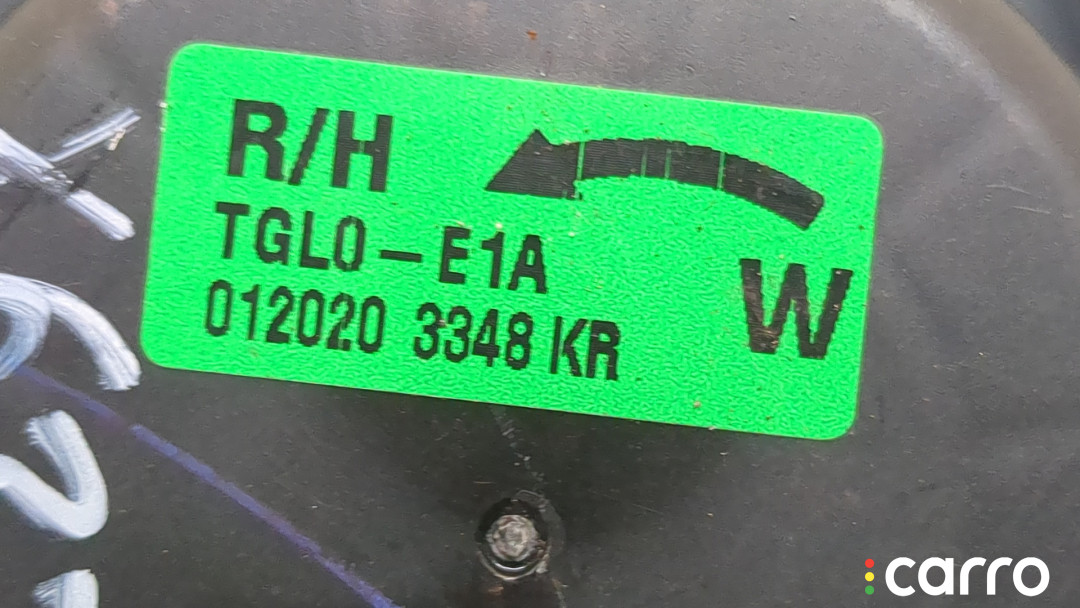 R/H
TGL0-E1A
012020 3348 KR
W
carro